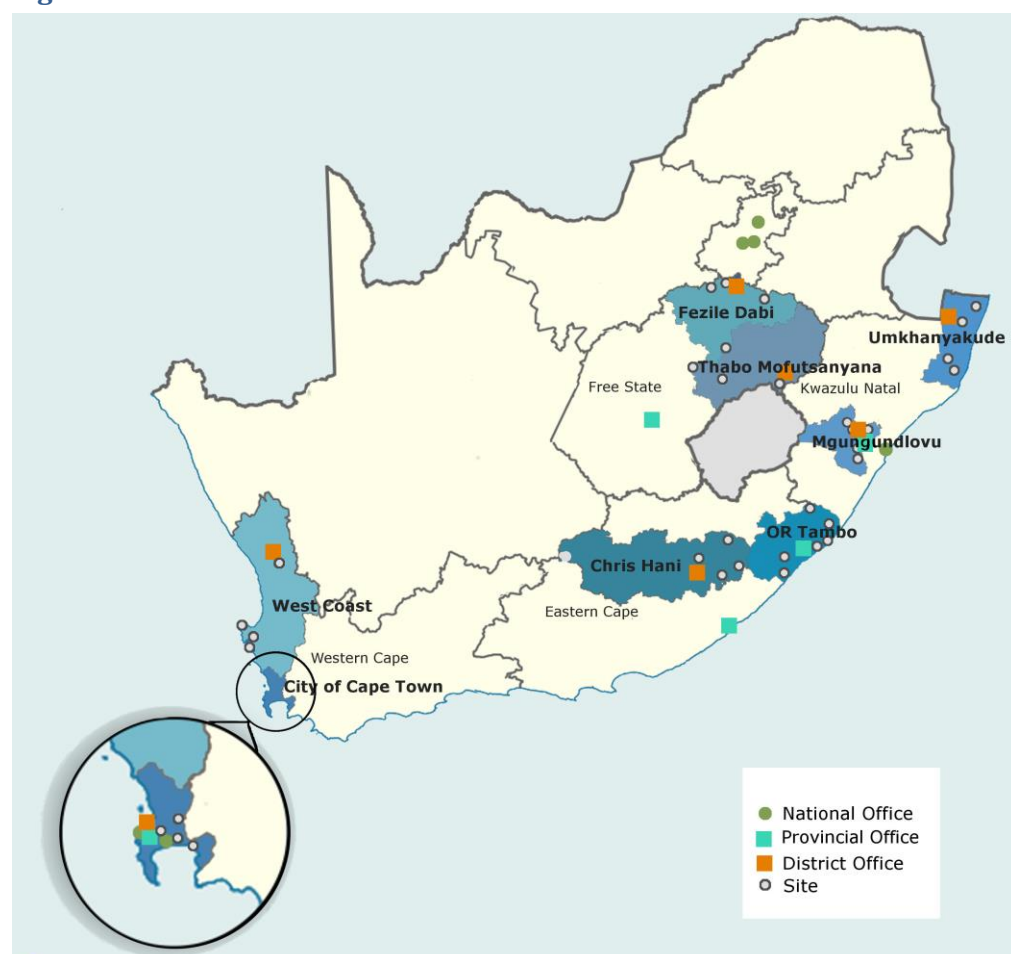 Fezile Dabi
Umkhanyakude
Thabo Mofutsanyana
Free State
Kwazulu Natal
Mgungundlovu
OR Tambo
Chris Hani
West Coast
Eastern Cape
Western Cape
City of Cape Town
National Office
Provincial Office
District Office
Site